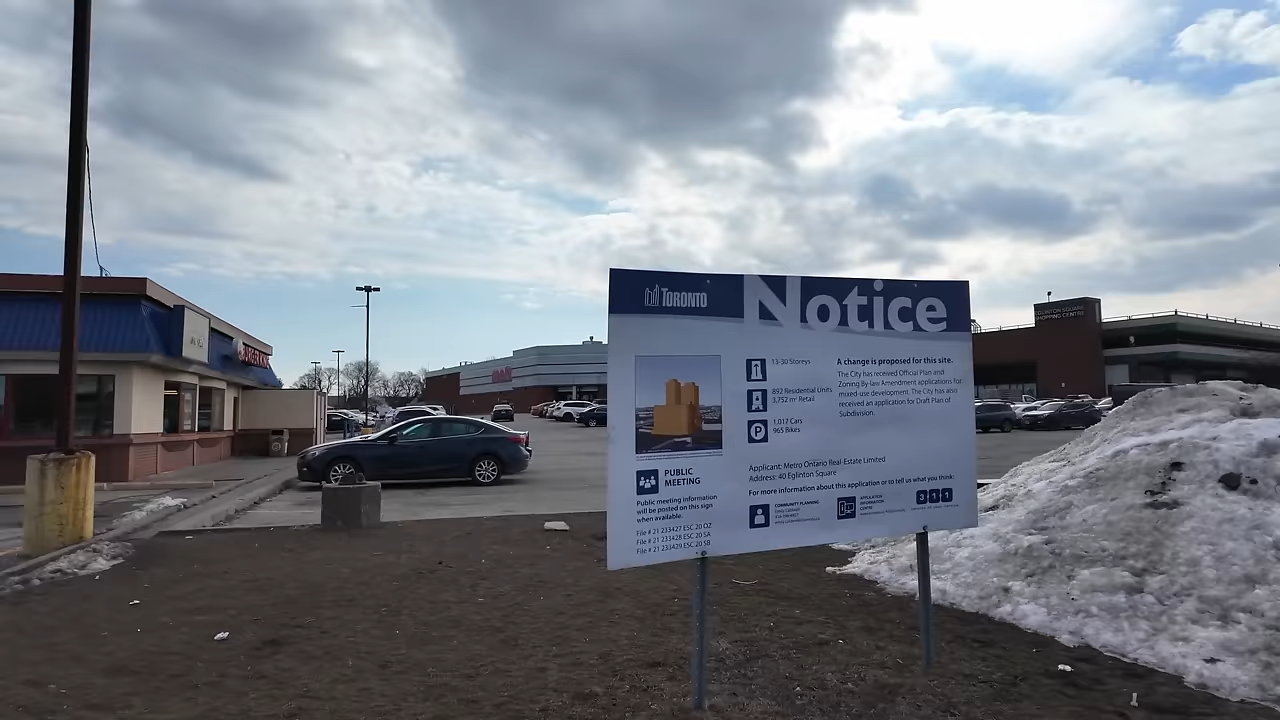 TORONTO
Notice
13-30 Storeys
892 Residential Units
3,752 m² Retail
1,017 Cars
965 Bikes
A change is proposed for this site.
The City has received Official Plan and
Zoning By-law Amendment applications for
mixed-use development. The City has also
received an application for Draft Plan of
Subdivision.
PUBLIC
MEETING
Public meeting information
will be posted on this sign
when available.
File # 21 233427 ESC 20 OZ
File # 21 233428 ESC 20 SA
File # 21 233429 ESC 20 SB
Applicant: Metro Ontario Real-Estate Limited
Address: 40 Eglinton Square
For more information about this application or to tell us what you think:
COMMUNITY PLANNING
APPLICATION
INFORMATION
CENTRE
311
EGLINTON SQUARE
SHOPPING CENTRE